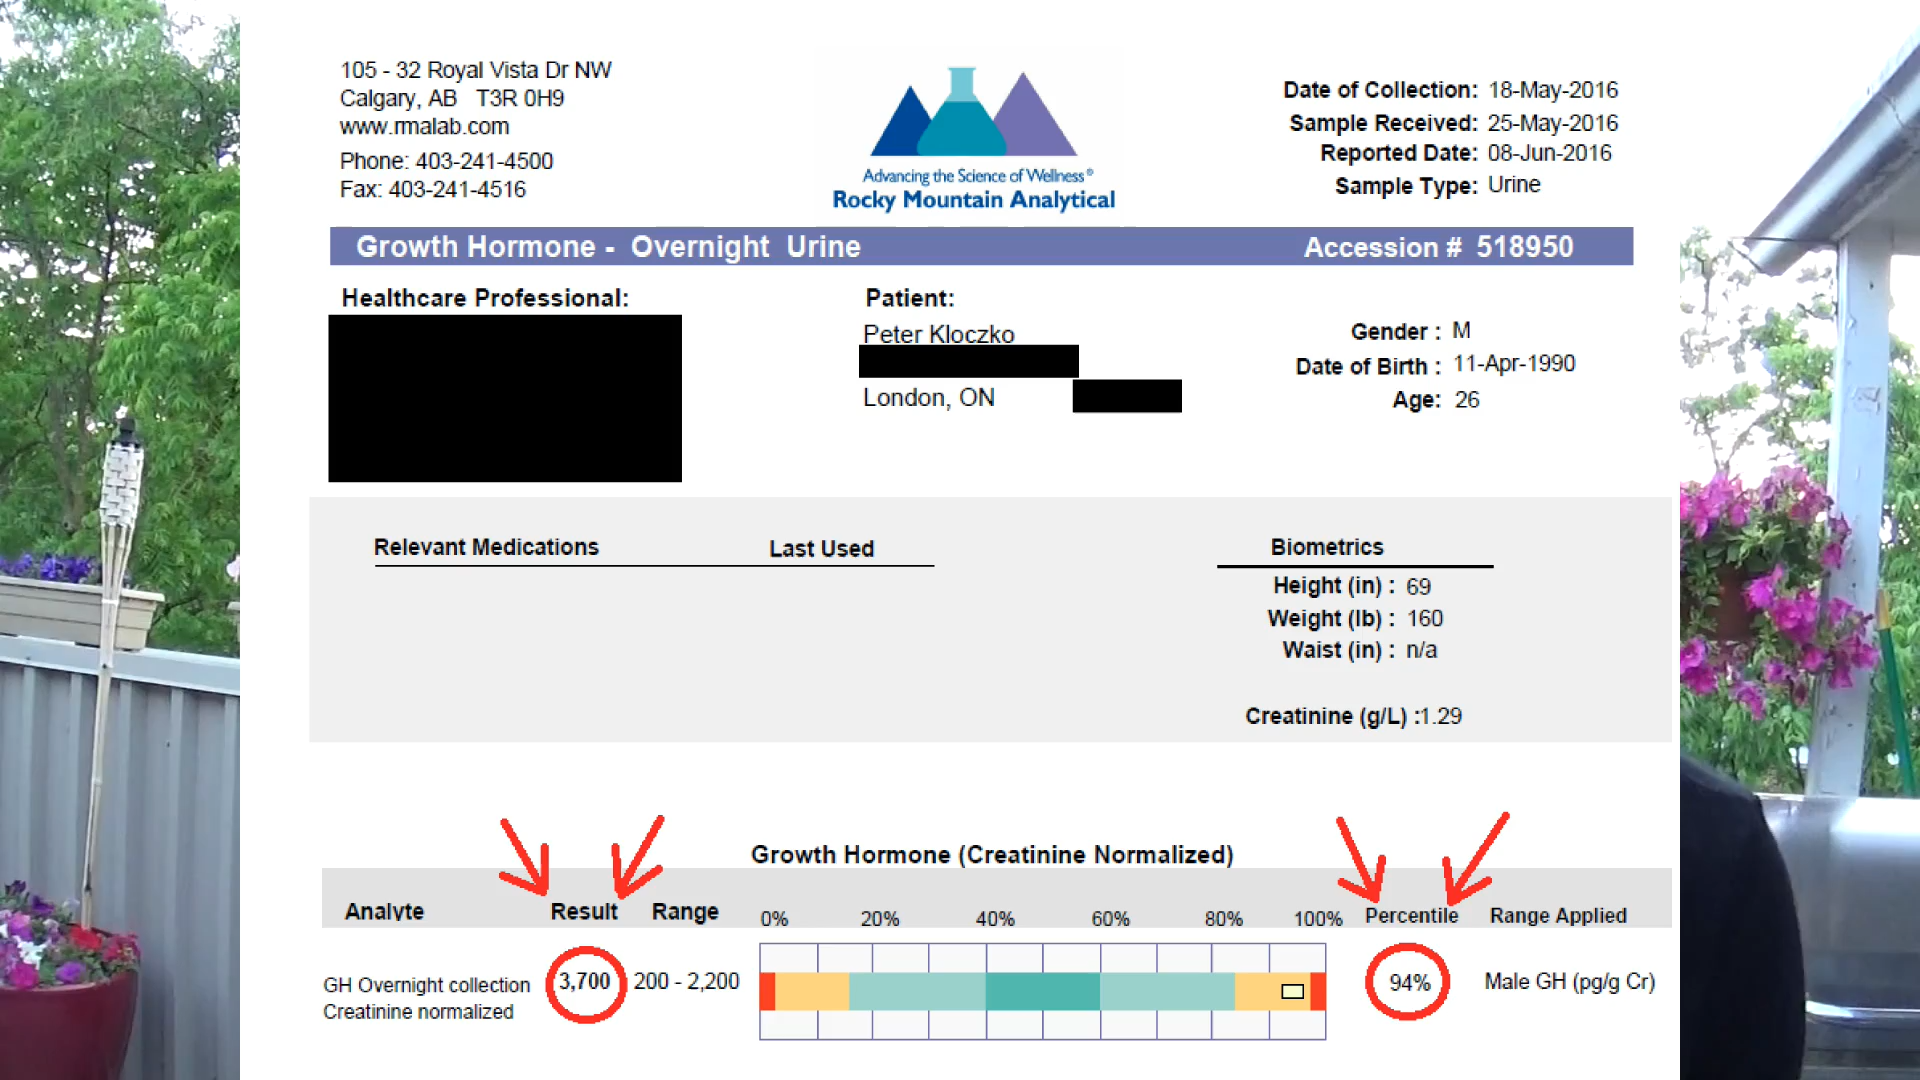 105 - 32 Royal Vista Dr NW
Calgary, AB T3R 0H9
www.rmalab.com
Phone: 403-241-4500
Fax: 403-241-4516
Advancing the Science of Wellness®
Rocky Mountain Analytical
Date of Collection: 18-May-2016
Sample Received: 25-May-2016
Reported Date: 08-Jun-2016
Sample Type: Urine
Growth Hormone - Overnight Urine Accession # 518950
Healthcare Professional:
Patient:
Peter Kloczko
London, ON
Gender : M
Date of Birth : 11-Apr-1990
Age: 26
Relevant Medications Last Used
Biometrics
Height (in) : 69
Weight (lb) : 160
Waist (in) : n/a
Creatinine (g/L) :1.29
Growth Hormone (Creatinine Normalized)
Analyte Result Range 0% 20% 40% 60% 80% 100% Percentile Range Applied
GH Overnight collection 3,700 200 - 2,200 94% Male GH (pg/g Cr)
Creatinine normalized